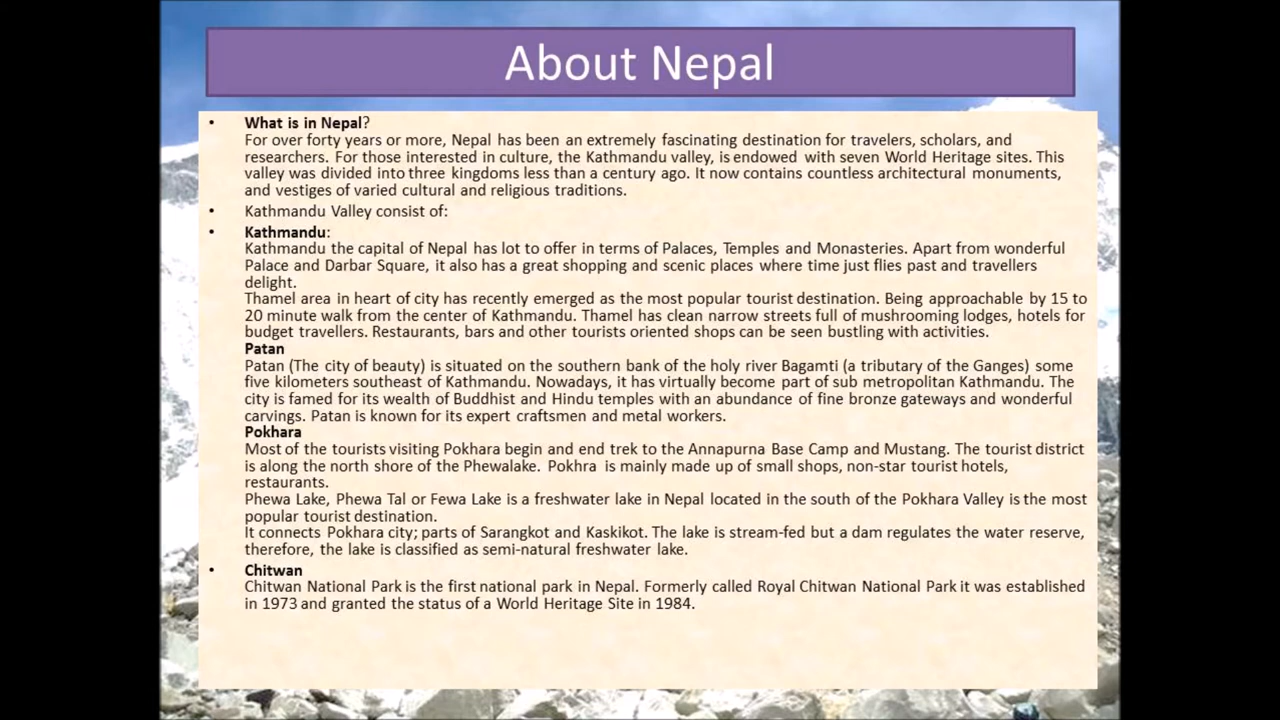 About Nepal
• What is in Nepal?
For over forty years or more, Nepal has been an extremely fascinating destination for travelers, scholars, and
researchers. For those interested in culture, the Kathmandu valley, is endowed with seven World Heritage sites. This
valley was divided into three kingdoms less than a century ago. It now contains countless architectural monuments,
and vestiges of varied cultural and religious traditions.
• Kathmandu Valley consist of:
• Kathmandu:
Kathmandu the capital of Nepal has lot to offer in terms of Palaces, Temples and Monasteries. Apart from wonderful
Palace and Darbar Square, it also has a great shopping and scenic places where time just flies past and travellers
delight.
Thamel area in heart of city has recently emerged as the most popular tourist destination. Being approachable by 15 to
20 minute walk from the center of Kathmandu. Thamel has clean narrow streets full of mushrooming lodges, hotels for
budget travellers. Restaurants, bars and other tourists oriented shops can be seen bustling with activities.
Patan
Patan (The city of beauty) is situated on the southern bank of the holy river Bagamti (a tributary of the Ganges) some
five kilometers southeast of Kathmandu. Nowadays, it has virtually become part of sub metropolitan Kathmandu. The
city is famed for its wealth of Buddhist and Hindu temples with an abundance of fine bronze gateways and wonderful
carvings. Patan is known for its expert craftsmen and metal workers.
Pokhara
Most of the tourists visiting Pokhara begin and end trek to the Annapurna Base Camp and Mustang. The tourist district
is along the north shore of the Phewalake. Pokhra is mainly made up of small shops, non-star tourist hotels,
restaurants.
Phewa Lake, Phewa Tal or Fewa Lake is a freshwater lake in Nepal located in the south of the Pokhara Valley is the most
popular tourist destination.
It connects Pokhara city; parts of Sarangkot and Kaskikot. The lake is stream-fed but a dam regulates the water reserve,
therefore, the lake is classified as semi-natural freshwater lake.
• Chitwan
Chitwan National Park is the first national park in Nepal. Formerly called Royal Chitwan National Park it was established
in 1973 and granted the status of a World Heritage Site in 1984.